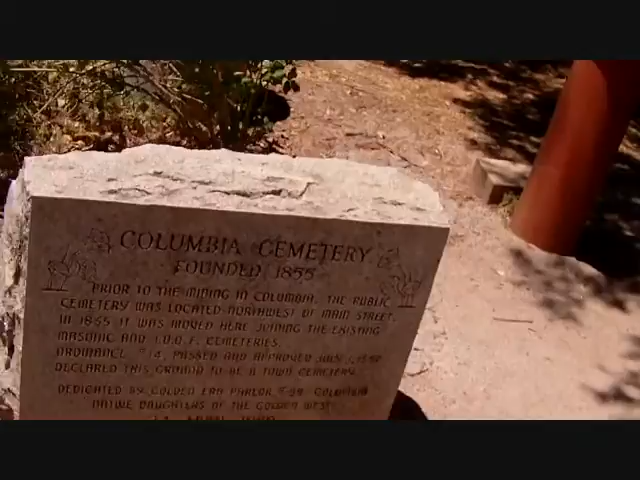 COLUMBIA CEMETERY
FOUNDED 1855
PRIOR TO THE MINING IN COLUMBIA, THE PUBLIC
CEMETERY WAS LOCATED NORTHWEST OF MAIN STREET.
IN 1855 IT WAS MOVED HERE JOINING THE EXISTING
MASONIC AND I.O.O.F. CEMETERIES.
ORDINANCE #14, PASSED AND APPROVED JULY
DECLARED THIS GROUND TO BE A TOWN CEMETERY.
DEDICATED BY GOLDEN ERA PARLOR COLUMBIA
NATIVE DAUGHTERS OF THE GOLDEN WEST